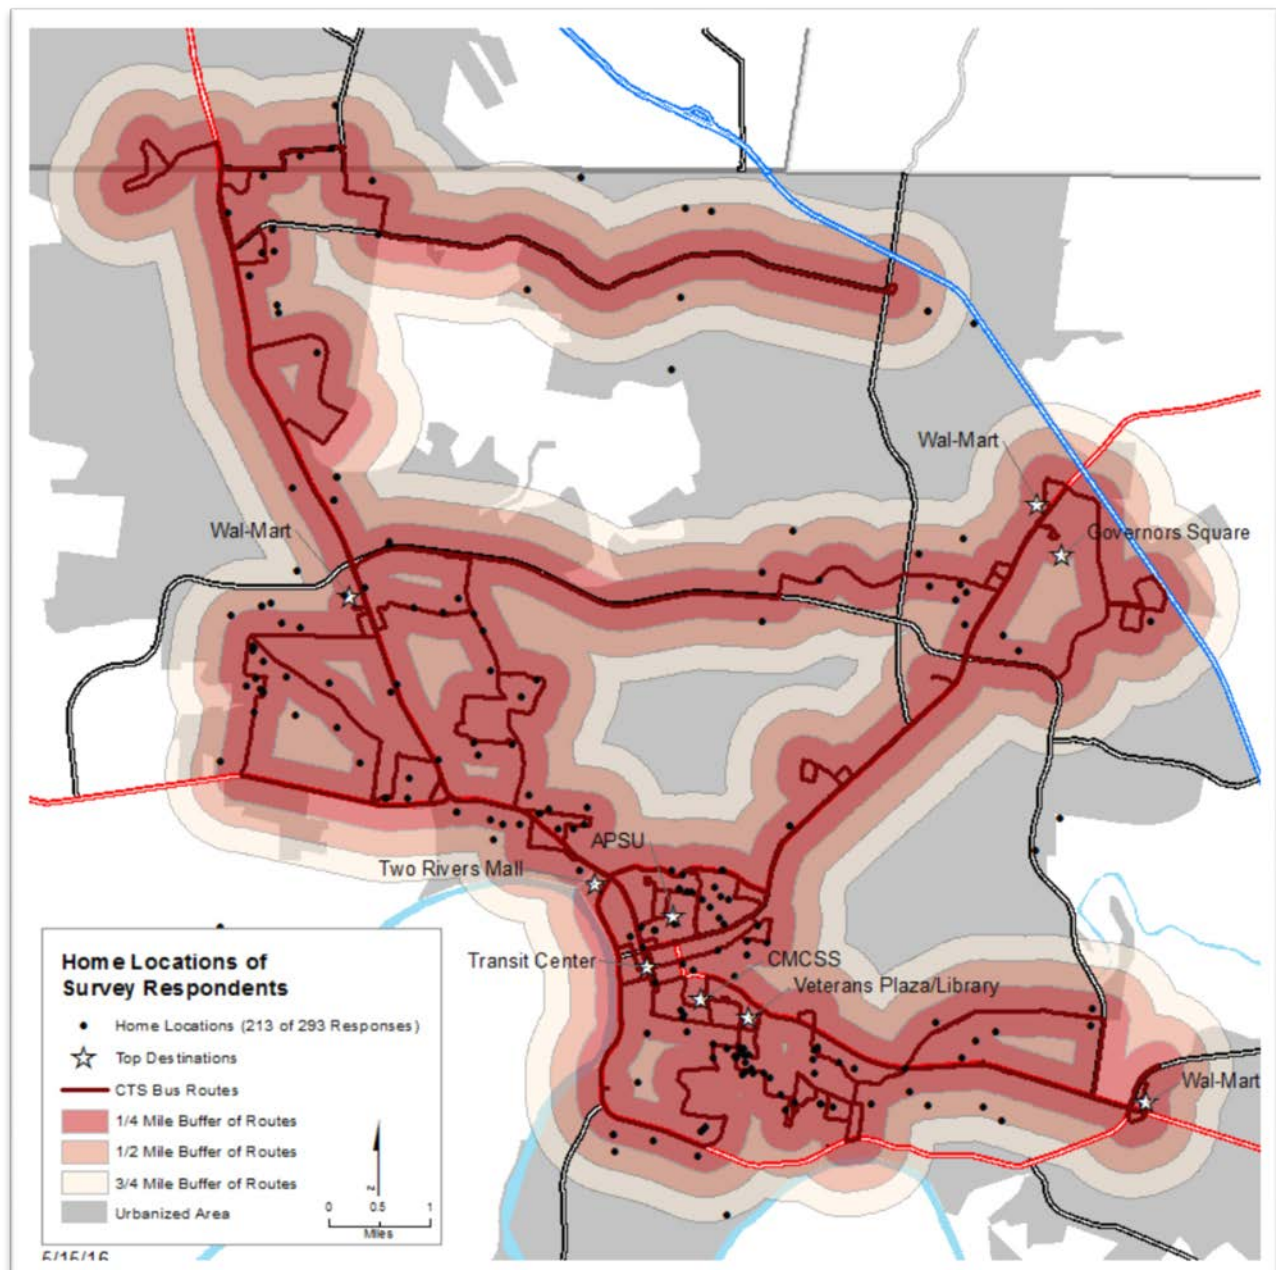 Wal-Mart
Governors Square
Wal-Mart
APSU
Two Rivers Mall
Transit Center
CMCSS
Veterans Plaza/Library
Wal-Mart
Home Locations of
Survey Respondents
Home Locations (213 of 293 Responses)
Top Destinations
CTS Bus Routes
1/4 Mile Buffer of Routes
1/2 Mile Buffer of Routes
3/4 Mile Buffer of Routes
Urbanized Area
N
0 0.5 1
Miles
5/15/16